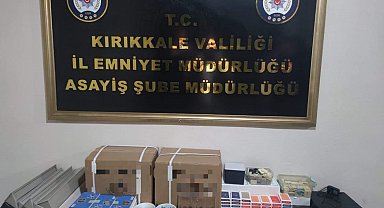 T.C.
KIRIKKALE VALİLİĞİ
İL EMNİYET MÜDÜRLÜĞÜ
ASAYİŞ ŞUBE MÜDÜRLÜĞÜ